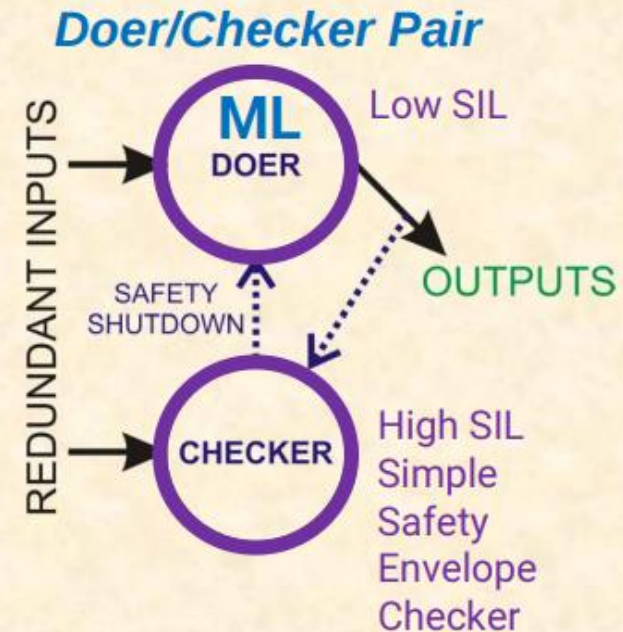 Doer/Checker Pair
REDUNDANT INPUTS
ML
DOER
Low SIL
OUTPUTS
SAFETY
SHUTDOWN
CHECKER
High SIL
Simple
Safety
Envelope
Checker